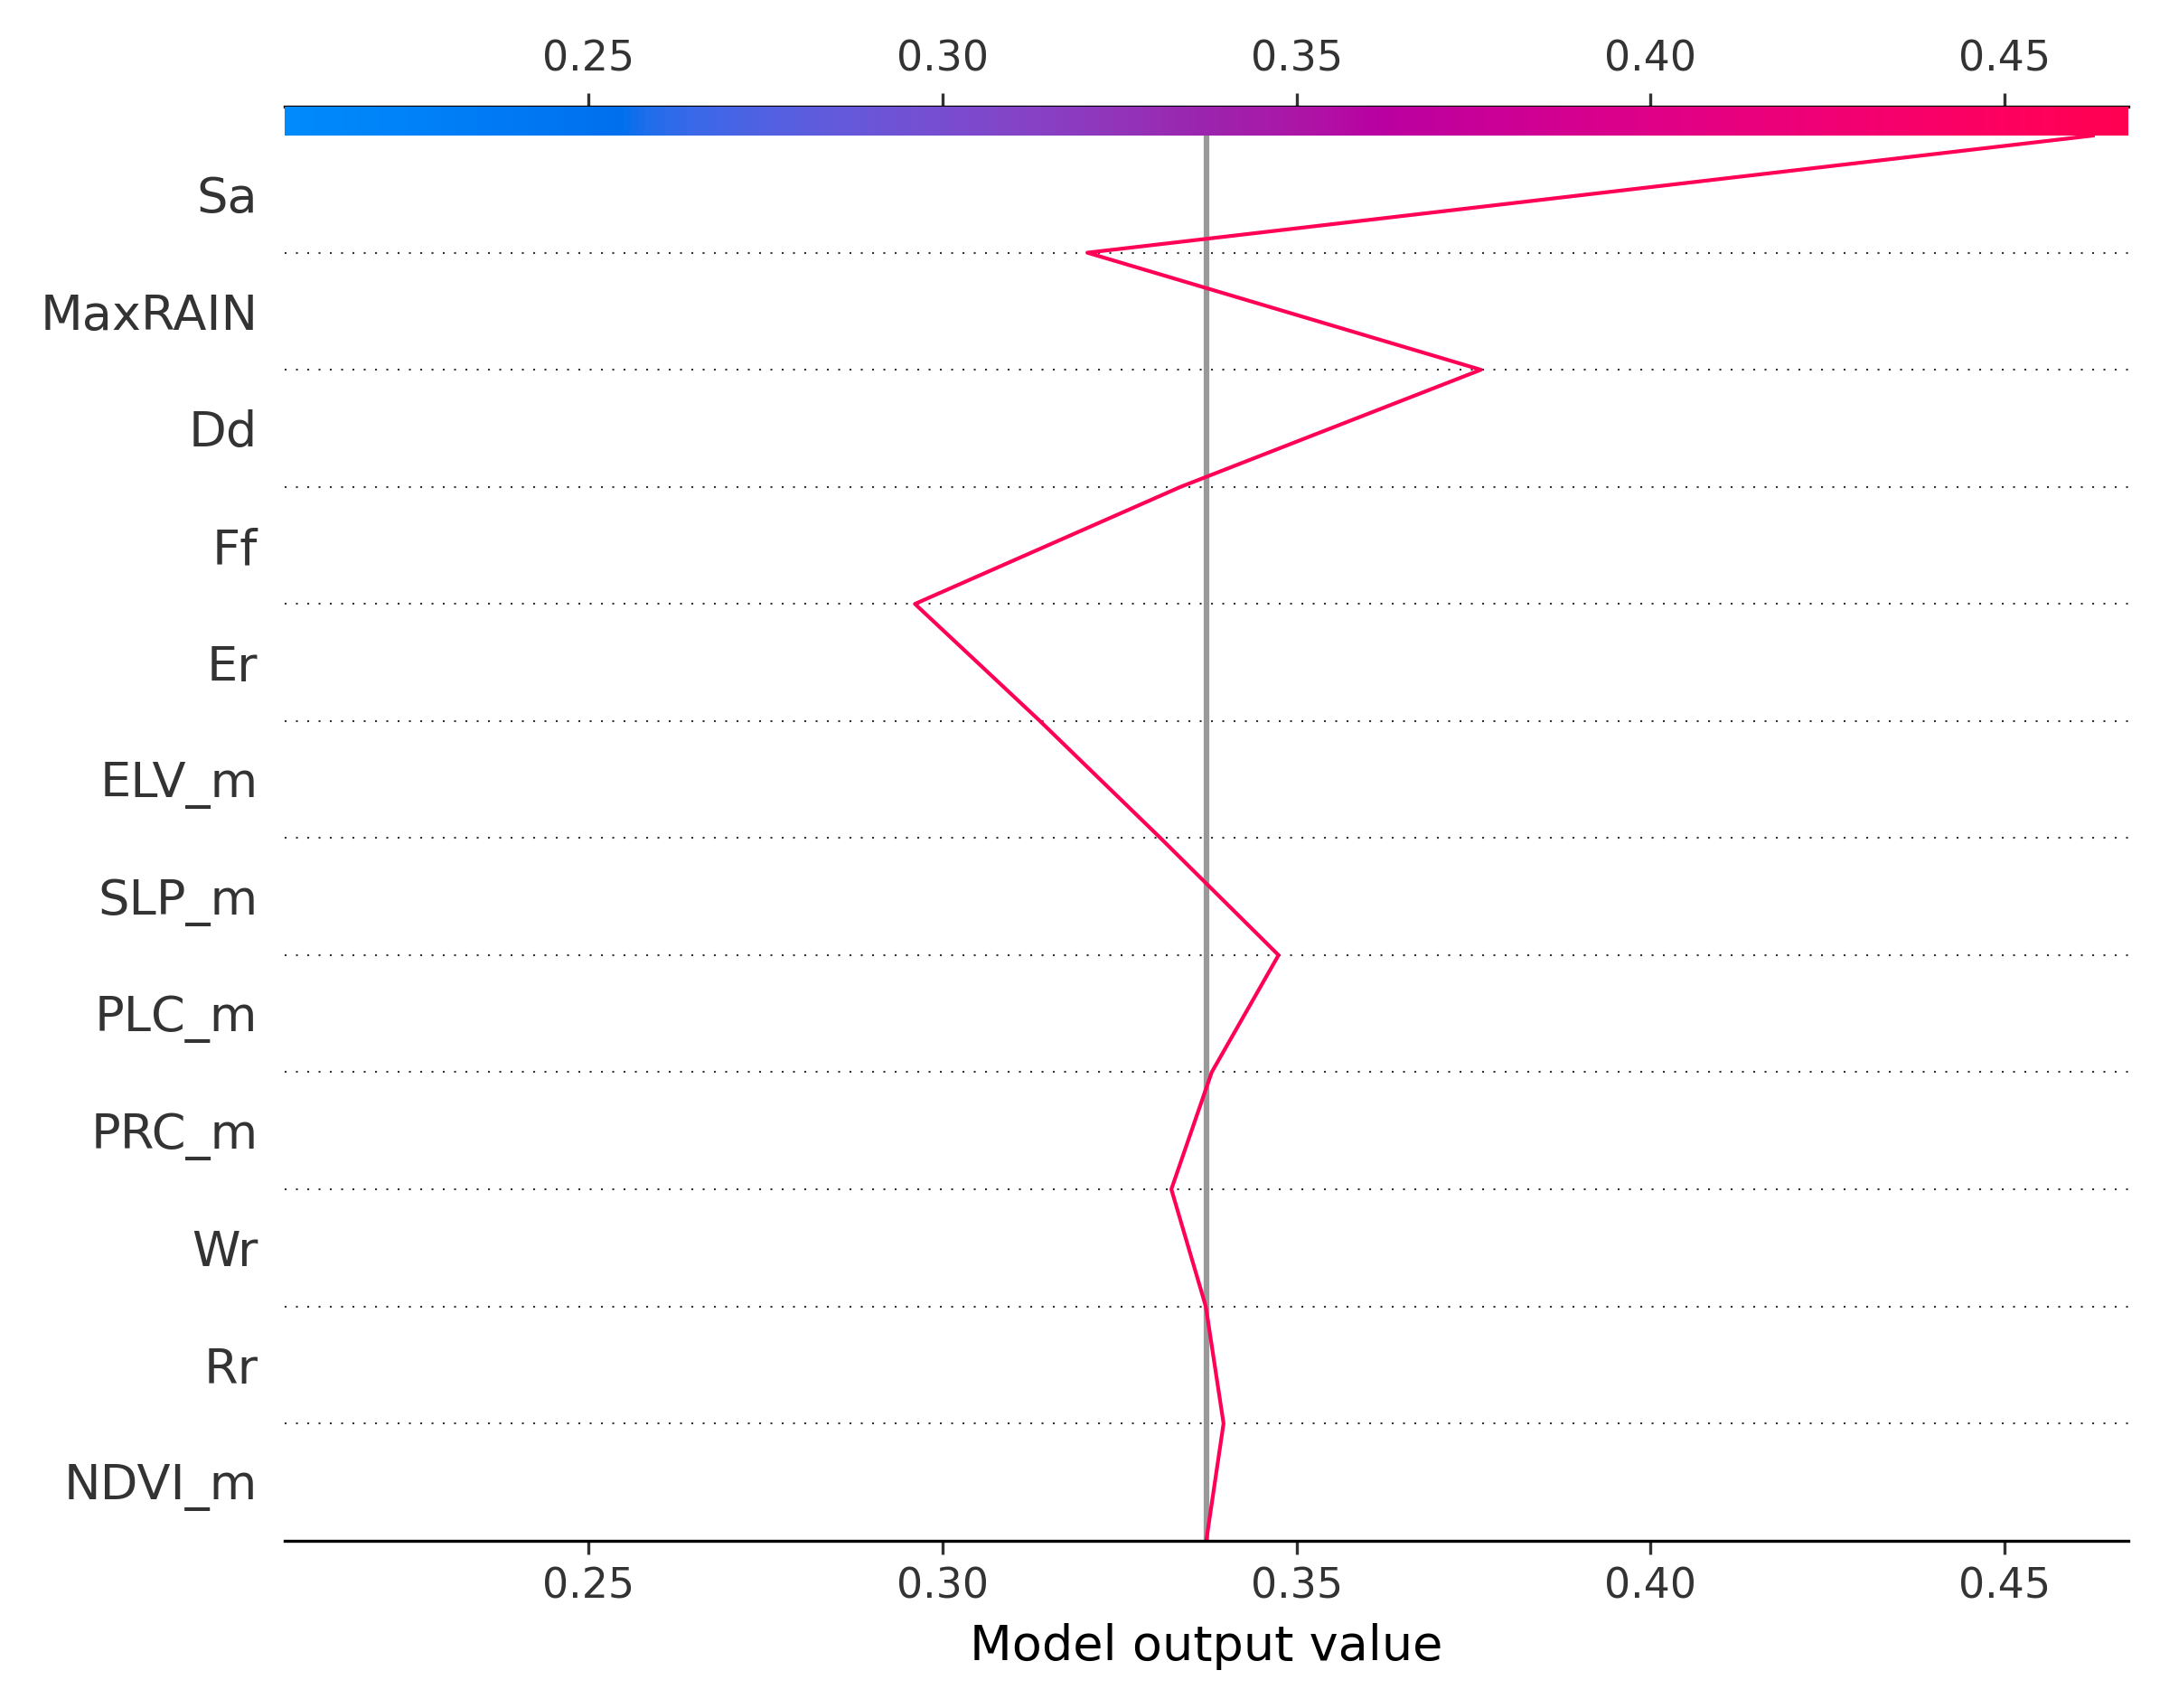 0.25 0.30 0.35 0.40 0.45
Sa
MaxRAIN
Dd
Ff
Er
ELV_m
SLP_m
PLC_m
PRC_m
Wr
Rr
NDVI_m
0.25 0.30 0.35 0.40 0.45
Model output value